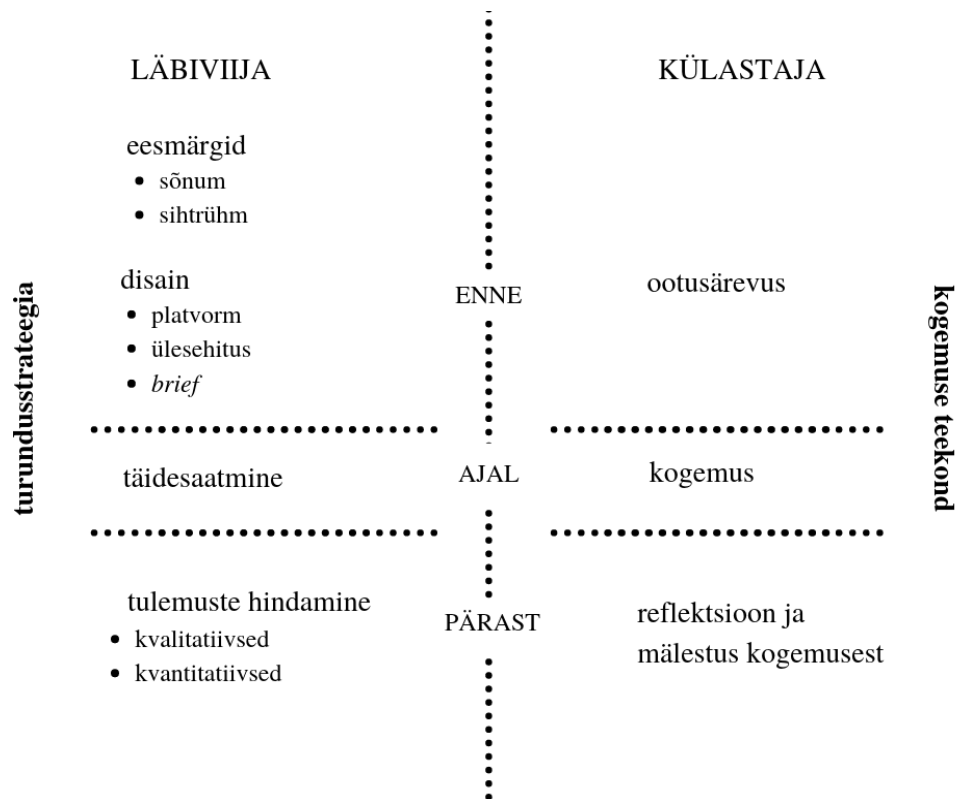 LÄBIVIIJA
KÜLASTAJA
eesmärgid
• sõnum
• sihtrühm
disain
• platvorm
• ülesehitus
• brief
ENNE
ootusärevus
turundusstrateegia
kogemuse teekond
täidesaatmine
AJAL
kogemus
tulemuste hindamine
• kvalitatiivsed
• kvantitatiivsed
PÄRAST
reflektsioon ja
mälestus kogemusest